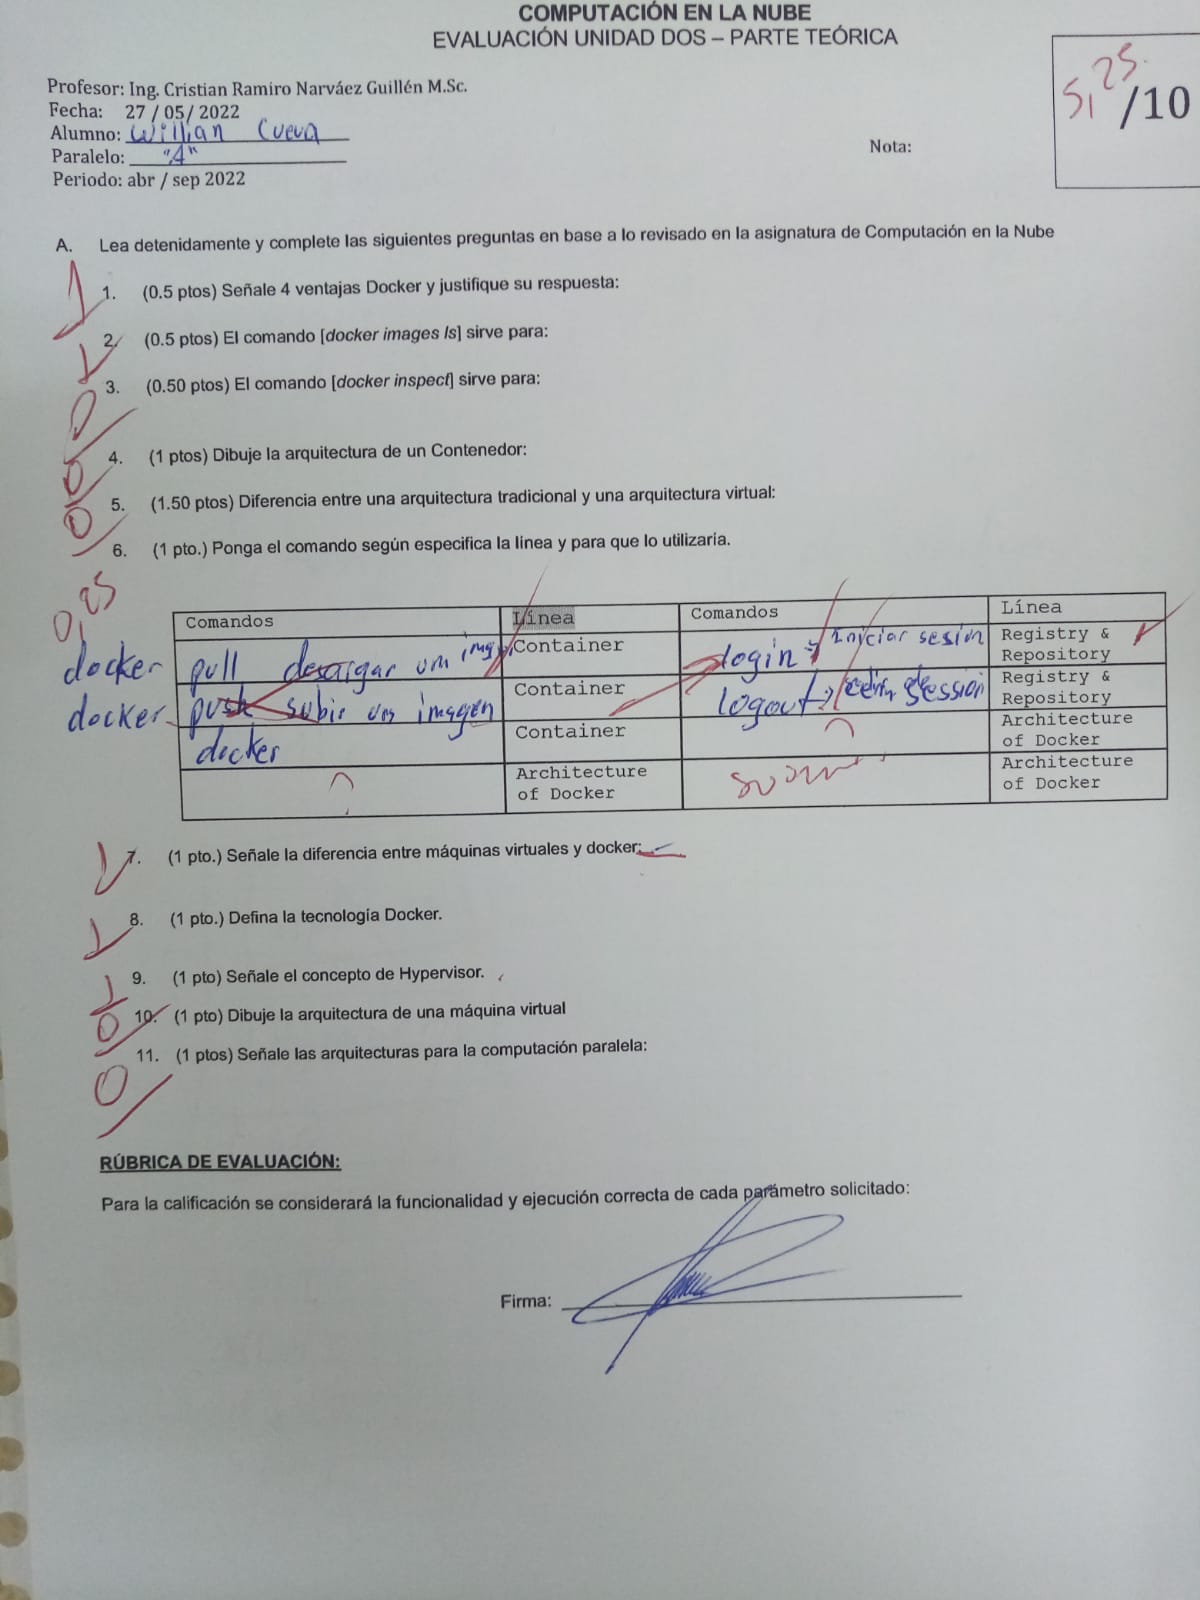 COMPUTACIÓN EN LA NUBE
EVALUACIÓN UNIDAD DOS – PARTE TEÓRICA
5,25 /10
Profesor: Ing. Cristian Ramiro Narváez Guillén M.Sc.
Fecha: 27 / 05/ 2022
Alumno: Willian Cueva
Paralelo: "A"
Nota:
Periodo: abr / sep 2022
A. Lea detenidamente y complete las siguientes preguntas en base a lo revisado en la asignatura de Computación en la Nube
1 1. (0.5 ptos) Señale 4 ventajas Docker y justifique su respuesta:
1 2. (0.5 ptos) El comando [docker images ls] sirve para:
0 3. (0.50 ptos) El comando [docker inspect] sirve para:
0 4. (1 ptos) Dibuje la arquitectura de un Contenedor:
0 5. (1.50 ptos) Diferencia entre una arquitectura tradicional y una arquitectura virtual:
6. (1 pto.) Ponga el comando según especifica la línea y para que lo utilizaría.
0,25
Comandos Línea Comandos Línea
docker pull desargar um img Container login → Iniciar sesión Registry & Repository
docker push subir un imagen Container logout → session Registry & Repository
docker Container Architecture of Docker
Architecture of Docker Architecture of Docker
1 7. (1 pto.) Señale la diferencia entre máquinas virtuales y docker:
1 8. (1 pto.) Defina la tecnología Docker.
1 9. (1 pto) Señale el concepto de Hypervisor.
0 10. (1 pto) Dibuje la arquitectura de una máquina virtual
0 11. (1 ptos) Señale las arquitecturas para la computación paralela:
RÚBRICA DE EVALUACIÓN:
Para la calificación se considerará la funcionalidad y ejecución correcta de cada parámetro solicitado:
Firma: